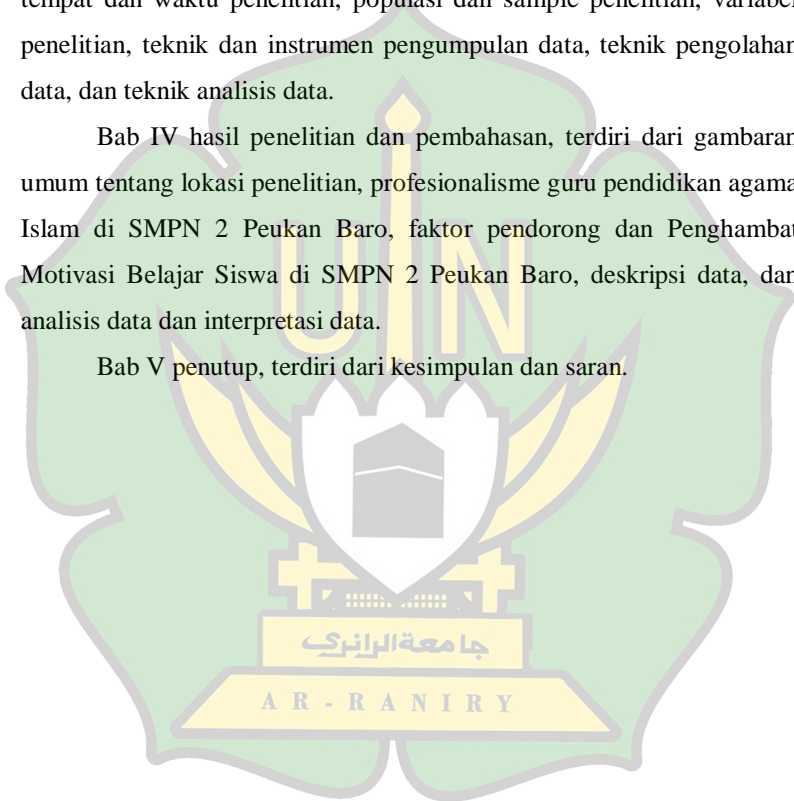 tempat dan waktu penelitian, populasi dan sample penelitian, variabel
penelitian, teknik dan instrumen pengumpulan data, teknik pengolahan
data, dan teknik analisis data.
Bab IV hasil penelitian dan pembahasan, terdiri dari gambaran
umum tentang lokasi penelitian, profesionalisme guru pendidikan agama
Islam di SMPN 2 Peukan Baro, faktor pendorong dan Penghambat
Motivasi Belajar Siswa di SMPN 2 Peukan Baro, deskripsi data, dan
analisis data dan interpretasi data.
Bab V penutup, terdiri dari kesimpulan dan saran.
UIN
جامعة الرانري
AR-RANIRY